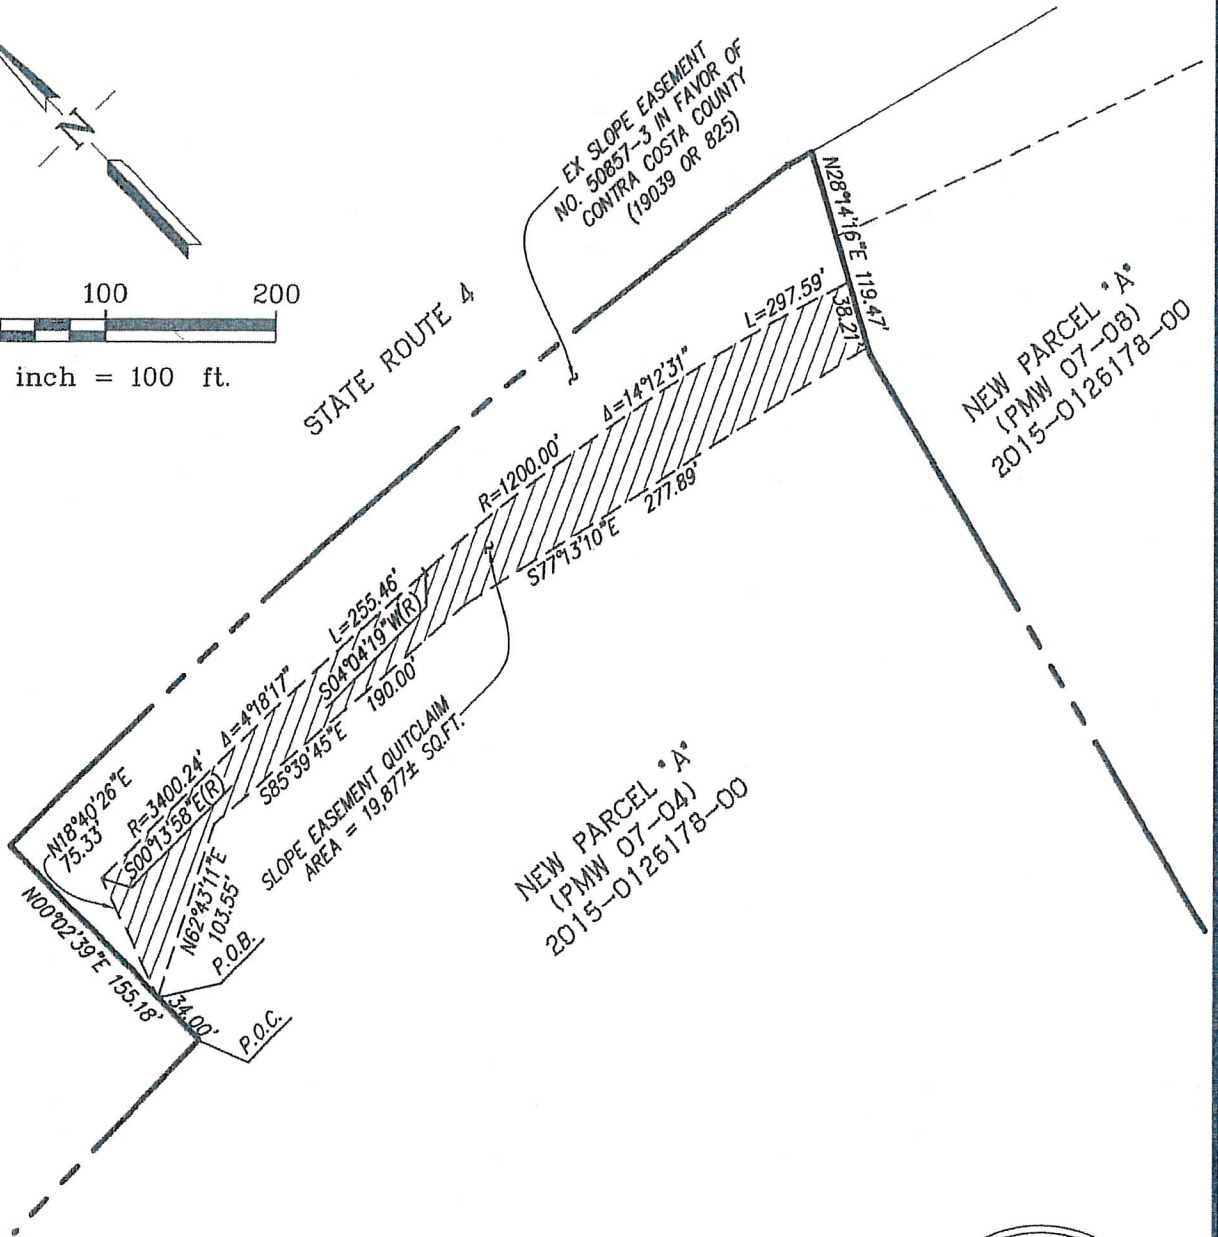 N
100 200
inch = 100 ft.
STATE ROUTE 4
EX SLOPE EASEMENT
NO. 50857-3 IN FAVOR OF
CONTRA COSTA COUNTY
(19039 OR 825)
N28°14'16"E 119.47'
38.21'
L=297.59'
Δ=14°12'31"
R=1200.00'
S77°13'10"E 277.89'
NEW PARCEL "A"
(PMW 07-08)
2015-0126178-00
L=255.46'
S04°04'19"W(R)
190.00'
Δ=4°18'17"
S85°39'45"E
R=3400.24'
S00°13'58"E(R)
N18°40'26"E
75.33'
SLOPE EASEMENT QUITCLAIM
AREA = 19,877± SQ.FT.
N62°43'11"E
103.55'
N00°02'39"E 155.18'
P.O.B.
34.00'
P.O.C.
NEW PARCEL "A"
(PMW 07-04)
2015-0126178-00